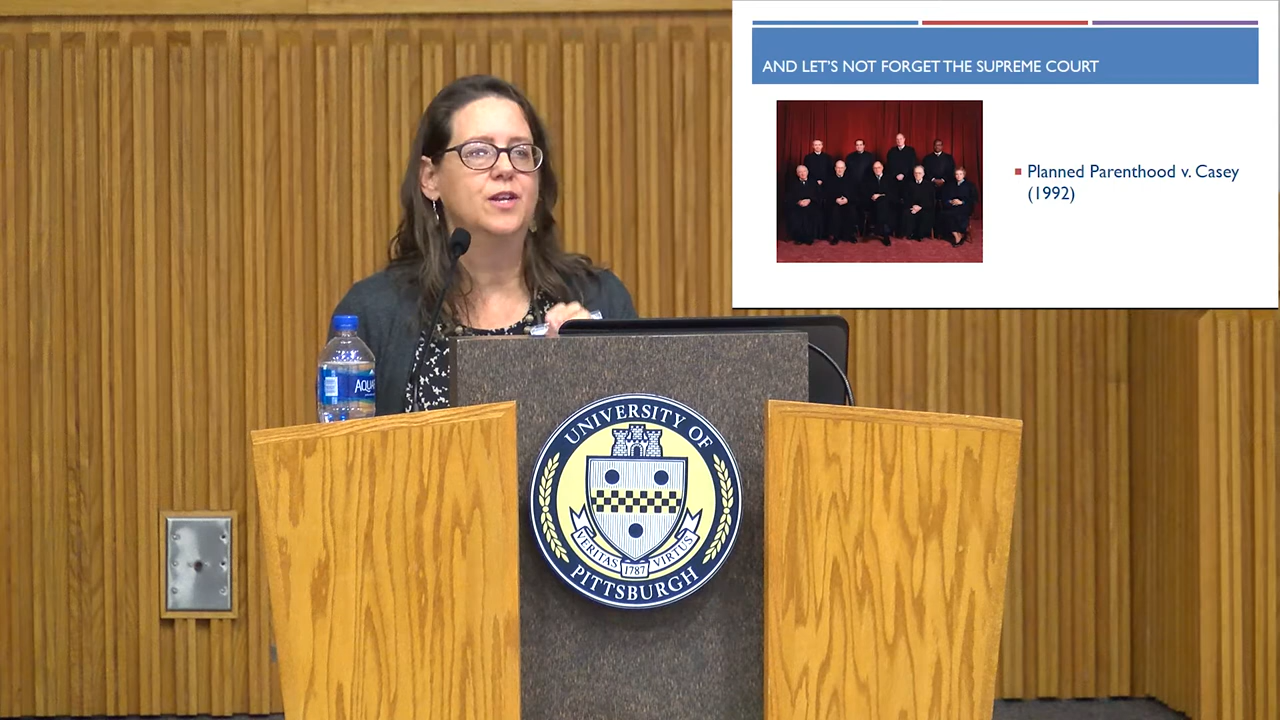 AND LET'S NOT FORGET THE SUPREME COURT
Planned Parenthood v. Casey
(1992)
AQUA
UNIVERSITY OF
VERITAS 1787 VIRTUS
PITTSBURGH